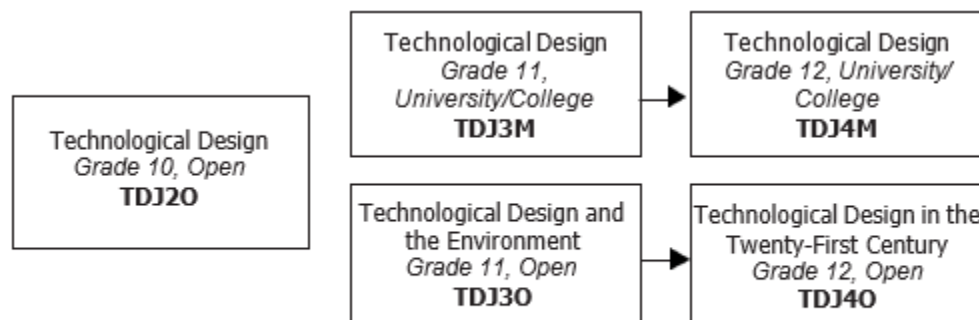 Technological Design
Grade 10, Open
TDJ2O
Technological Design
Grade 11,
University/College
TDJ3M
Technological Design
Grade 12, University/
College
TDJ4M
Technological Design and
the Environment
Grade 11, Open
TDJ3O
Technological Design in the
Twenty-First Century
Grade 12, Open
TDJ4O